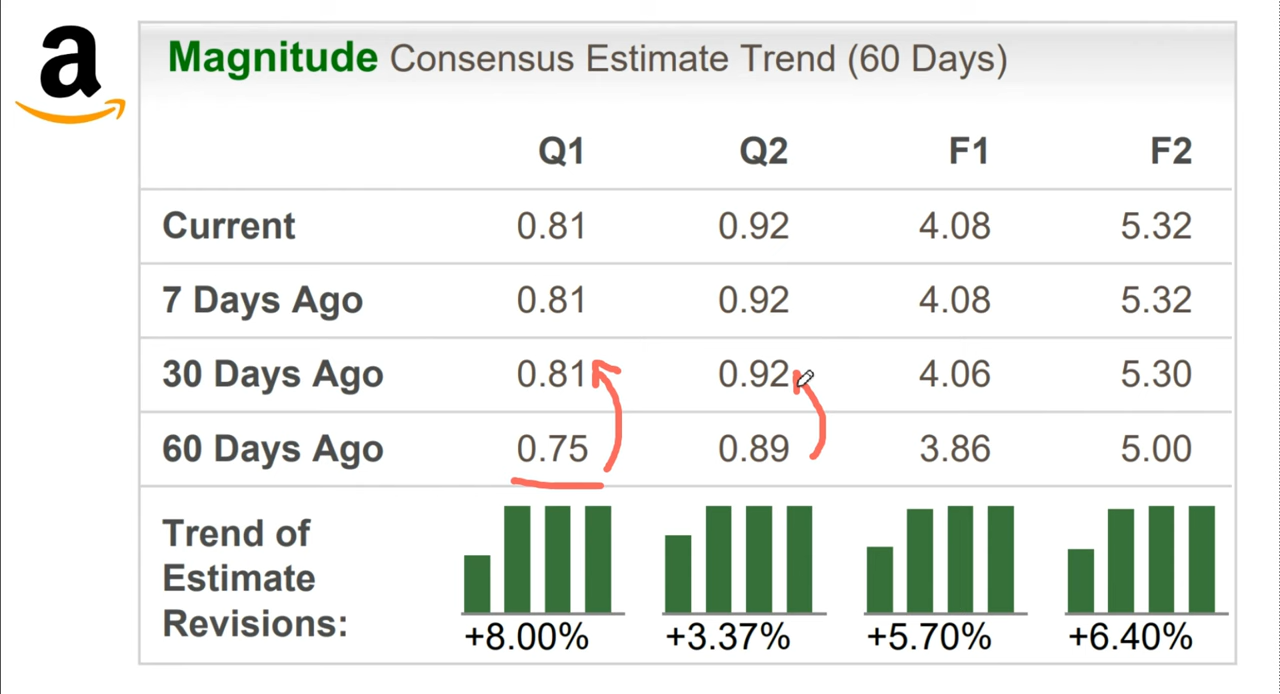 a
Magnitude Consensus Estimate Trend (60 Days)
Q1 Q2 F1 F2
Current 0.81 0.92 4.08 5.32
7 Days Ago 0.81 0.92 4.08 5.32
30 Days Ago 0.81 0.92 4.06 5.30
60 Days Ago 0.75 0.89 3.86 5.00
Trend of
Estimate
Revisions:
+8.00% +3.37% +5.70% +6.40%